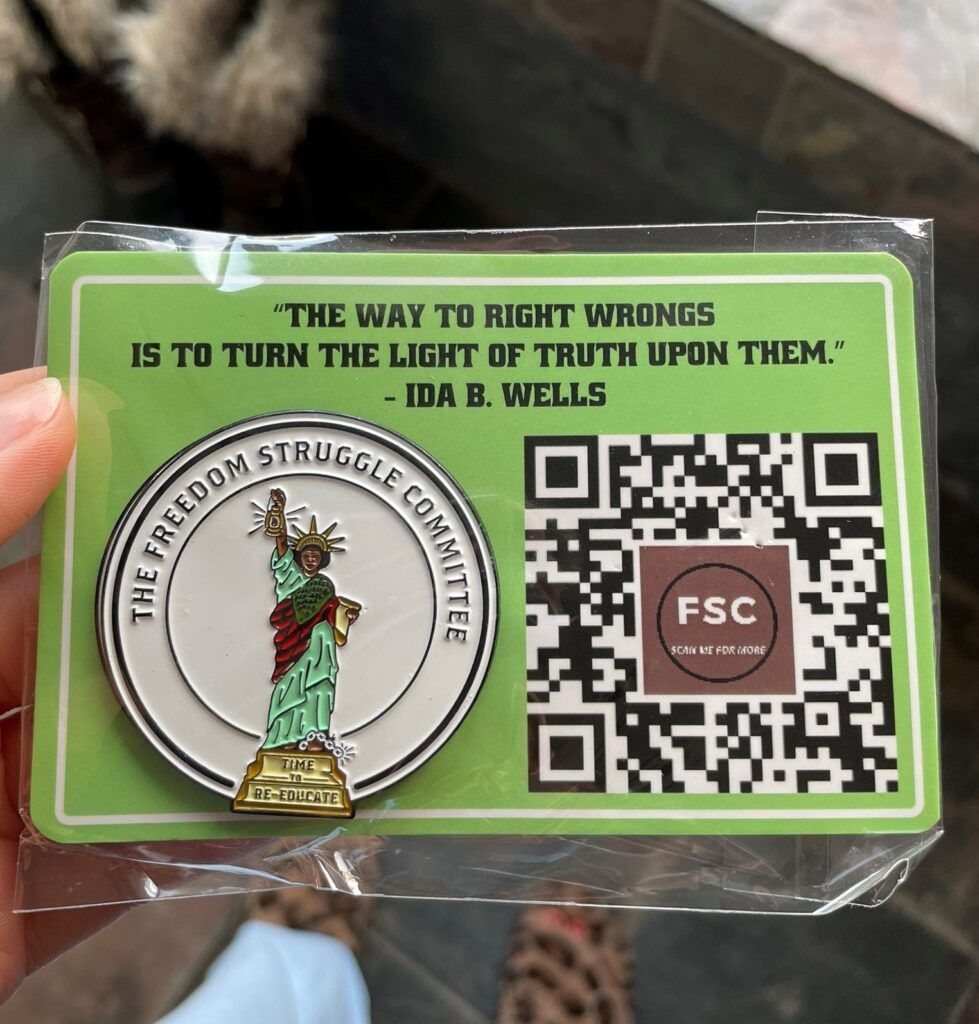 "THE WAY TO RIGHT WRONGS
IS TO TURN THE LIGHT OF TRUTH UPON THEM."
- IDA B. WELLS
THE FREEDOM STRUGGLE COMMITTEE
TIME
TO
RE-EDUCATE
FSC
SCAN ME FOR MORE